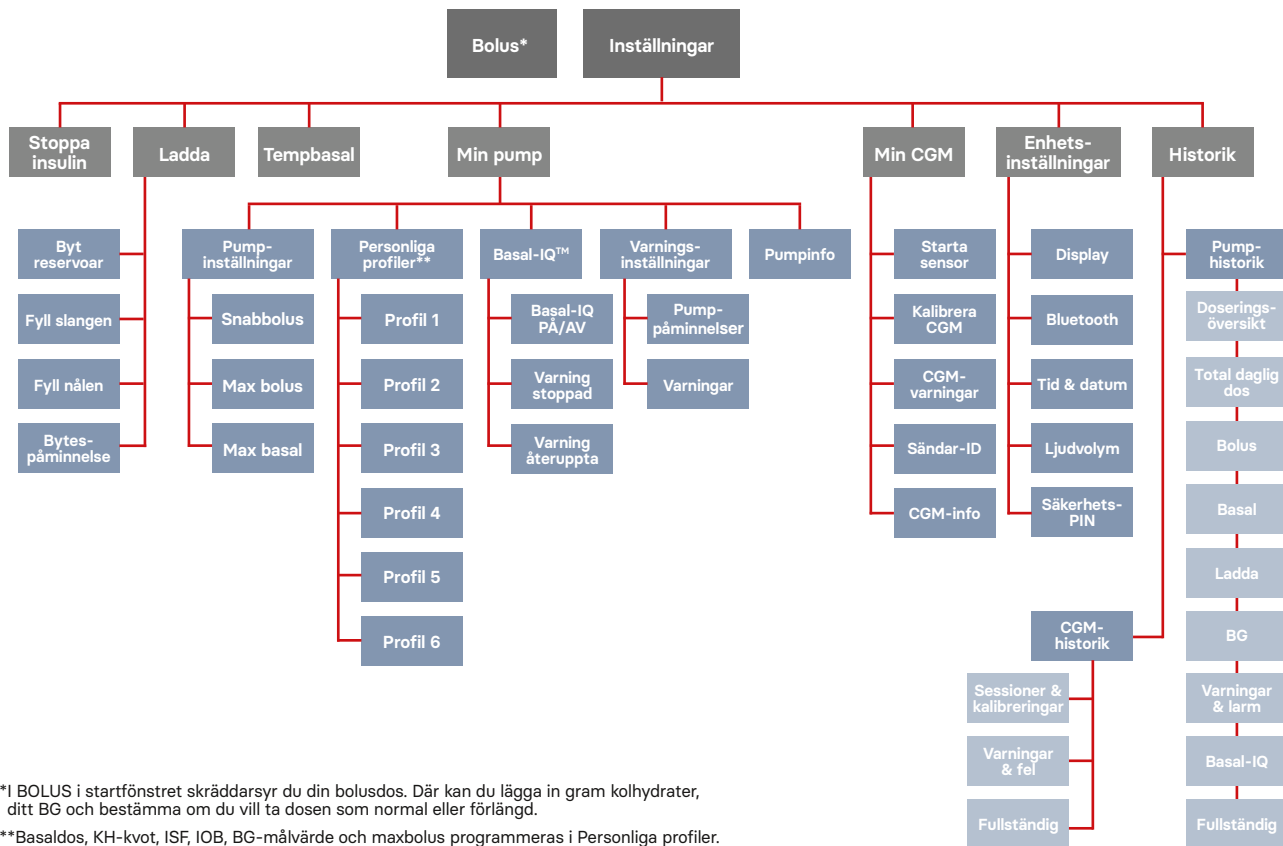 Bolus*
Inställningar
Stoppa
insulin
Ladda
Tempbasal
Min pump
Min CGM
Enhets-
inställningar
Historik
Byt
reservoar
Fyll slangen
Fyll nålen
Bytes-
påminnelse
Pump-
inställningar
Snabbolus
Max bolus
Max basal
Personliga
profiler**
Profil 1
Profil 2
Profil 3
Profil 4
Profil 5
Profil 6
Basal-IQ™
Basal-IQ
PÅ/AV
Varning
stoppad
Varning
återuppta
Varnings-
inställningar
Pump-
påminnelser
Varningar
Pumpinfo
Starta
sensor
Kalibrera
CGM
CGM-
varningar
Sändar-ID
CGM-info
Display
Bluetooth
Tid & datum
Ljudvolym
Säkerhets-
PIN
Pump-
historik
Doserings-
översikt
Total daglig
dos
Bolus
Basal
Ladda
BG
Varningar
& larm
Basal-IQ
Fullständig
CGM-
historik
Sessioner &
kalibreringar
Varningar
& fel
Fullständig
*I BOLUS i startfönstret skräddarsyr du din bolusdos. Där kan du lägga in gram kolhydrater,
ditt BG och bestämma om du vill ta dosen som normal eller förlängd.
**Basaldos, KH-kvot, ISF, IOB, BG-målvärde och maxbolus programmeras i Personliga profiler.